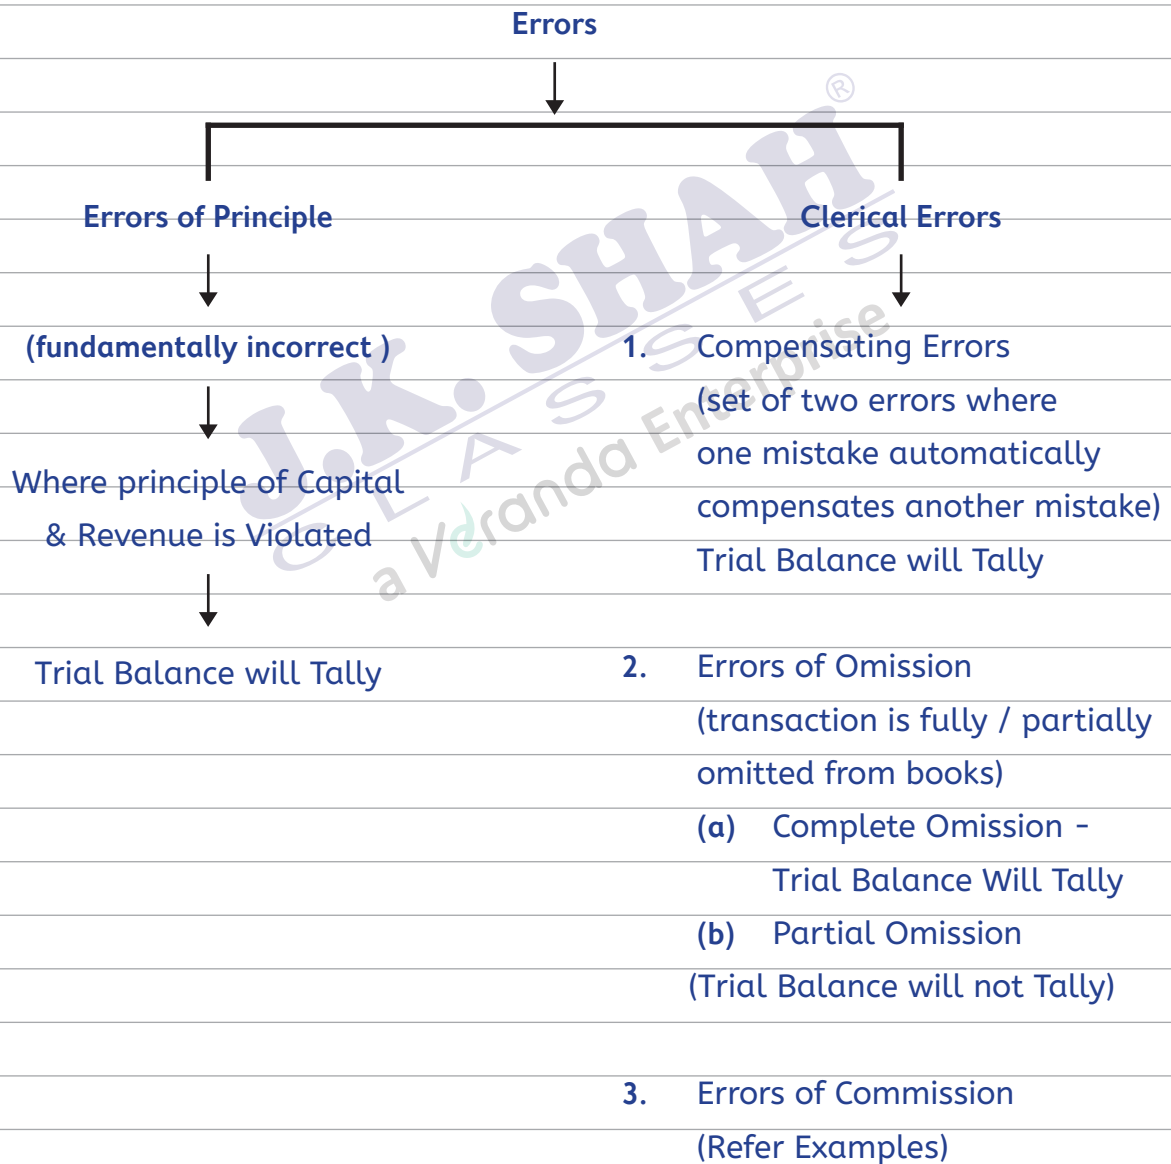 Errors
Errors of Principle
(fundamentally incorrect )
Where principle of Capital
& Revenue is Violated
Trial Balance will Tally
Clerical Errors
1. Compensating Errors
(set of two errors where
one mistake automatically
compensates another mistake)
Trial Balance will Tally
2. Errors of Omission
(transaction is fully / partially
omitted from books)
(a) Complete Omission -
Trial Balance Will Tally
(b) Partial Omission
(Trial Balance will not Tally)
3. Errors of Commission
(Refer Examples)
J.K. SHAH®
CLASSES
a Veranda Enterprise